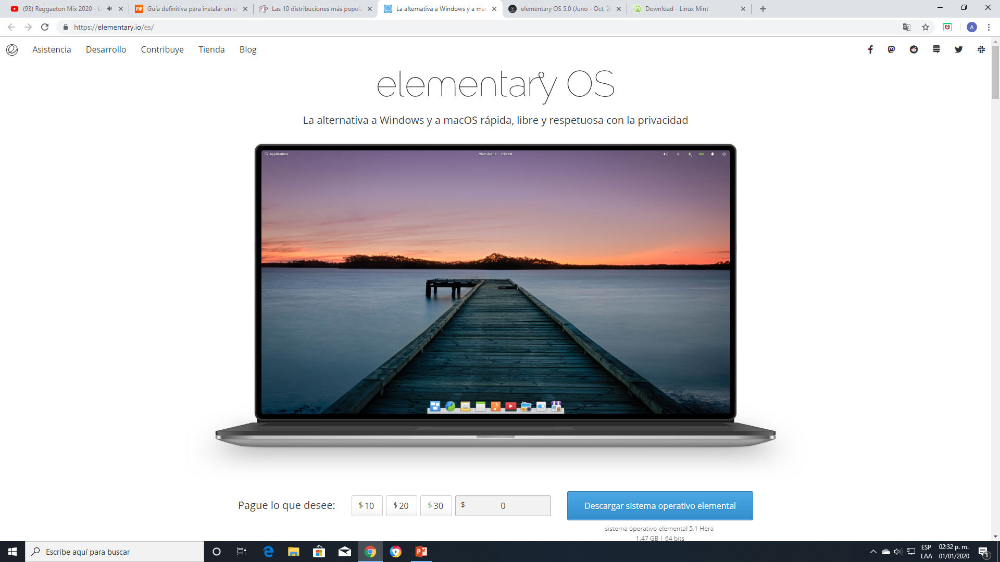 (93) Reggaeton Mix 2020 - L
Guía definitiva para instalar un si
Las 10 distribuciones más popula
La alternativa a Windows y a mac
elementary OS 5.0 (Juno - Oct, 20
Download - Linux Mint
https://elementary.io/es/
A
Asistencia
Desarrollo
Contribuye
Tienda
Blog
elementary OS
La alternativa a Windows y a macOS rápida, libre y respetuosa con la privacidad
Applications
Wed, Apr 10 7:33 PM
Pague lo que desee:
$ 10
$ 20
$ 30
$ 0
Descargar sistema operativo elemental
sistema operativo elemental 5.1 Hera
1.47 GB | 64 bits
Escribe aquí para buscar
ESP
LAA
02:32 p. m.
01/01/2020
1